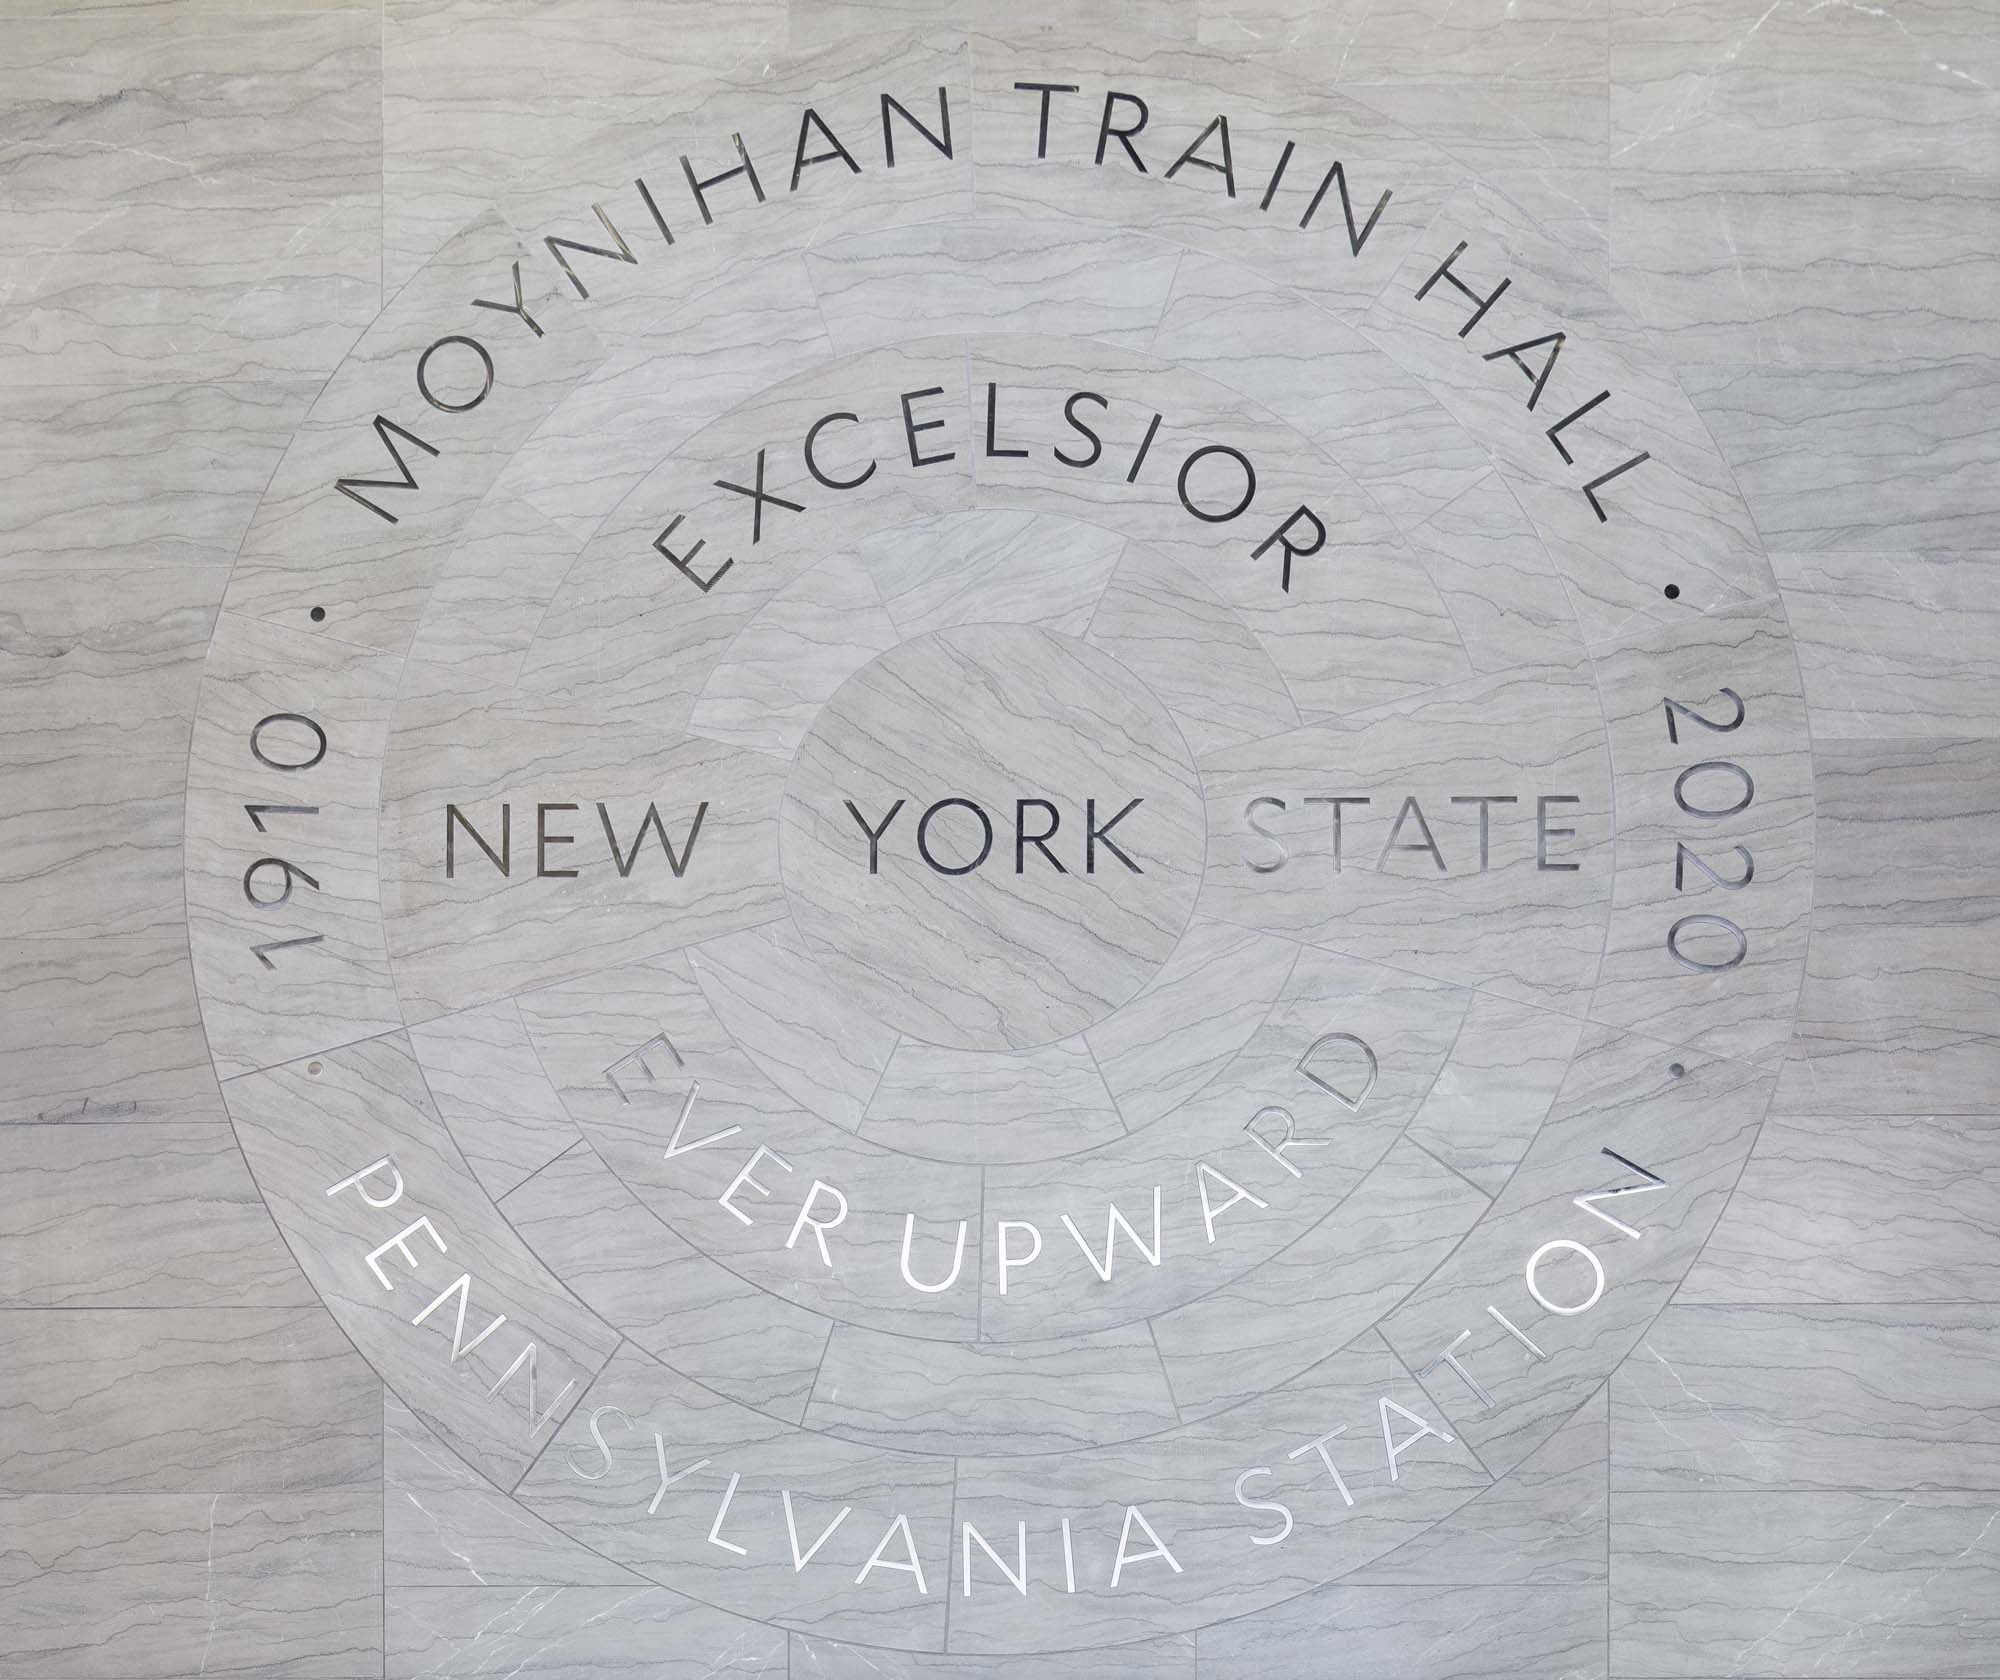 MOYNIHAN TRAIN HALL
EXCELSIOR
1910
NEW YORK STATE
2020
EVER UPWARD
PENNSYLVANIA STATION